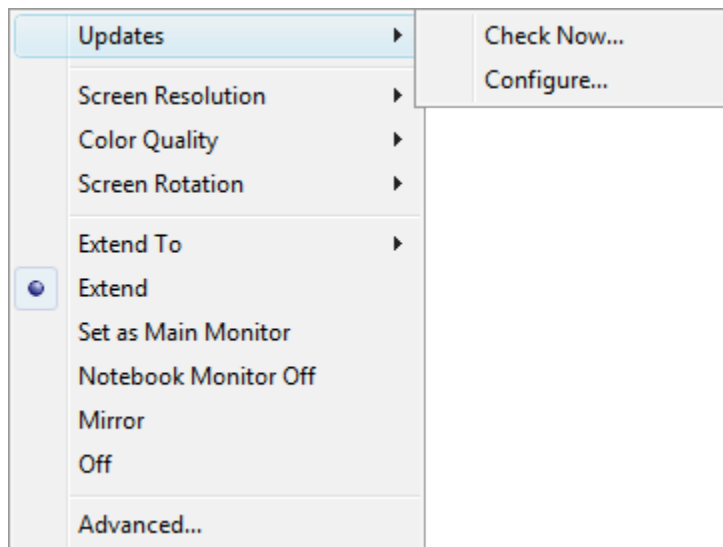 Updates
Check Now...
Configure...
Screen Resolution
Color Quality
Screen Rotation
Extend To
Extend
Set as Main Monitor
Notebook Monitor Off
Mirror
Off
Advanced...